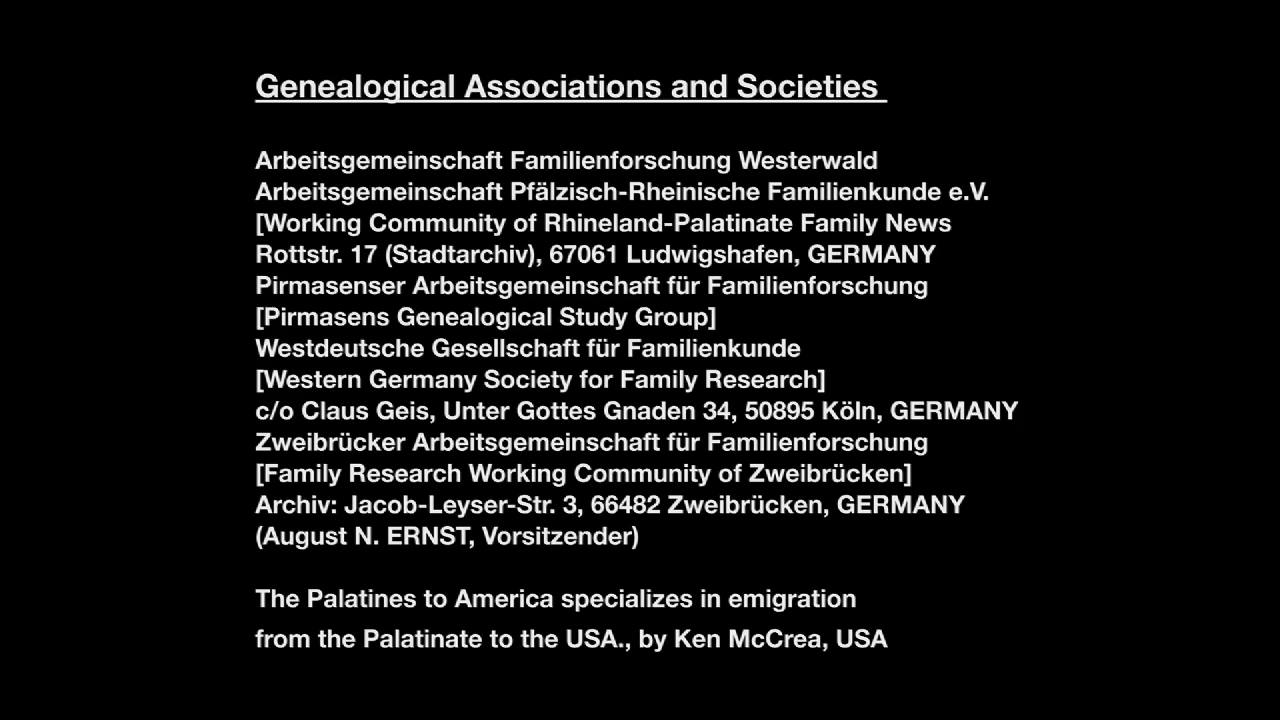 Genealogical Associations and Societies
Arbeitsgemeinschaft Familienforschung Westerwald
Arbeitsgemeinschaft Pfälzisch-Rheinische Familienkunde e.V.
[Working Community of Rhineland-Palatinate Family News
Rottstr. 17 (Stadtarchiv), 67061 Ludwigshafen, GERMANY
Pirmasenser Arbeitsgemeinschaft für Familienforschung
[Pirmasens Genealogical Study Group]
Westdeutsche Gesellschaft für Familienkunde
[Western Germany Society for Family Research]
c/o Claus Geis, Unter Gottes Gnaden 34, 50895 Köln, GERMANY
Zweibrücker Arbeitsgemeinschaft für Familienforschung
[Family Research Working Community of Zweibrücken]
Archiv: Jacob-Leyser-Str. 3, 66482 Zweibrücken, GERMANY
(August N. ERNST, Vorsitzender)
The Palatines to America specializes in emigration
from the Palatinate to the USA., by Ken McCrea, USA